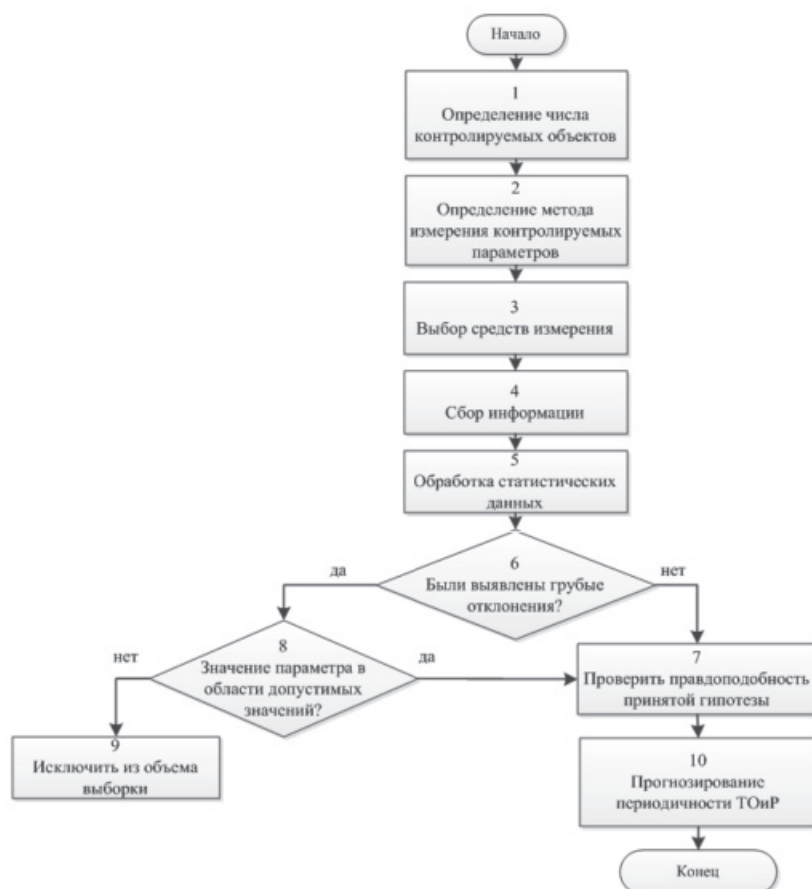 Начало
1
Определение числа
контролируемых объектов
2
Определение метода
измерения контролируемых
параметров
3
Выбор средств измерения
4
Сбор информации
5
Обработка статистических
данных
6
Были выявлены грубые
отклонения?
да
нет
8
Значение параметра в
области допустимых
значений?
нет
да
7
Проверить правдоподобность
принятой гипотезы
9
Исключить из объема
выборки
10
Прогнозирование
периодичности ТОиР
Конец